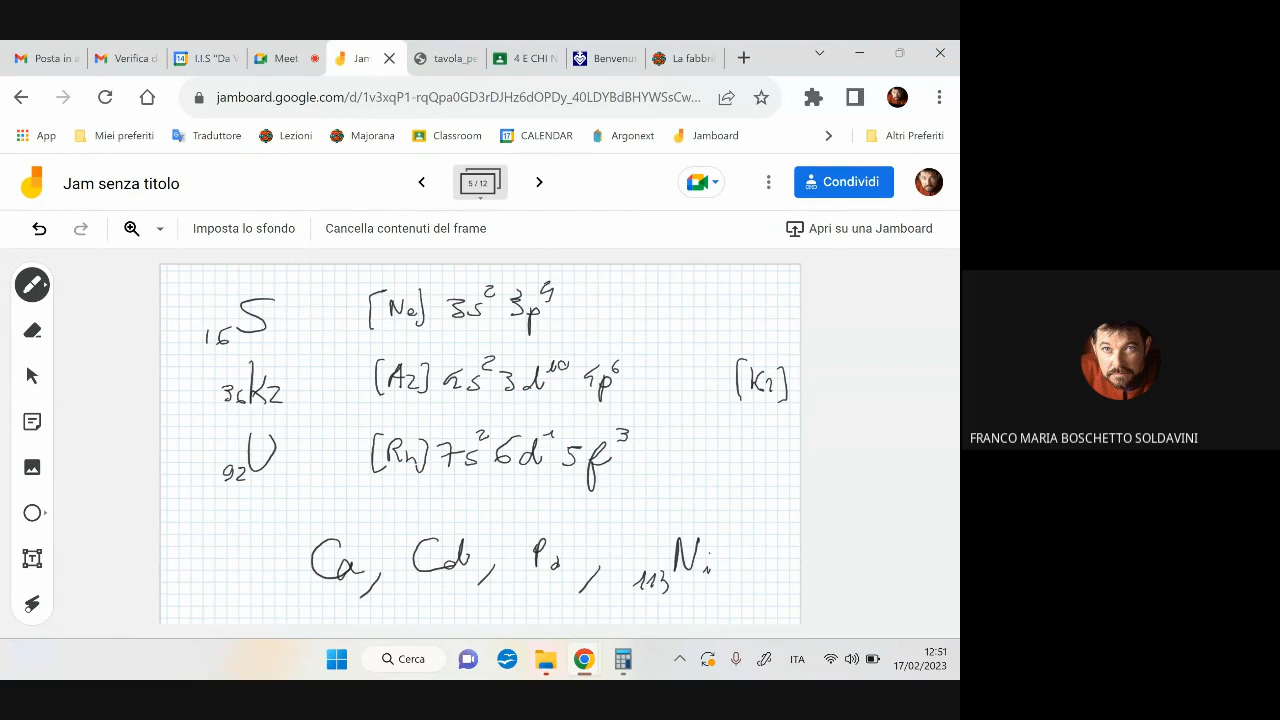 Posta in a
Verifica d
I.I.S "Da V
Meet
Jam
tavola_pe
4 E CHI N
Benvenut
La fabbri
jamboard.google.com/d/1v3xqP1-rqQpa0GD3rDJHz6dOPDy_40LDYBdBHYWSsCw...
App
Miei preferiti
Traduttore
Lezioni
Majorana
Classroom
CALENDAR
Argonext
Jamboard
Altri Preferiti
Jam senza titolo
5 / 12
Condividi
Imposta lo sfondo
Cancella contenuti del frame
Apri su una Jamboard
16S [Ne] 3s² 3p⁴
36Kr [Ar] 4s² 3d¹⁰ 4p⁶ [Kr]
92U [Rn] 7s² 6d¹ 5f³
Ca, Cd, Po, 113Ni
FRANCO MARIA BOSCHETTO SOLDAVINI
Cerca
ITA
12:51
17/02/2023